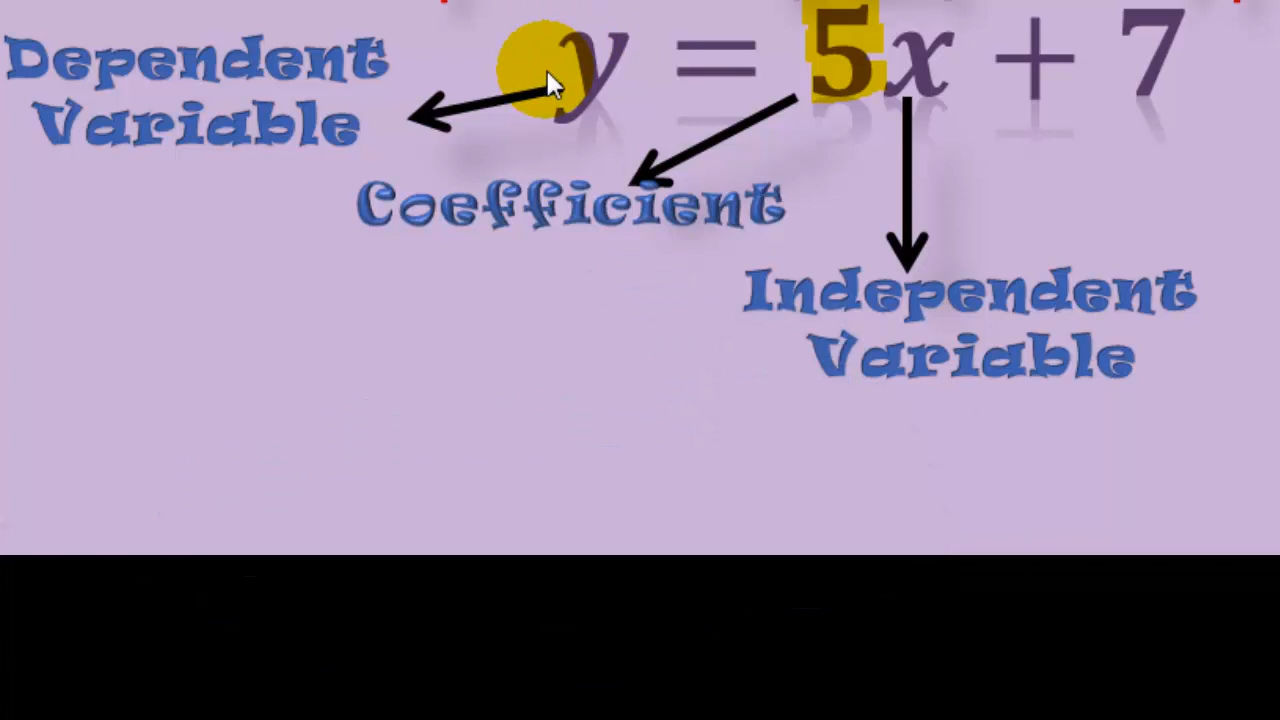 y = 5x + 7
Dependent
Variable
Coefficient
Independent
Variable